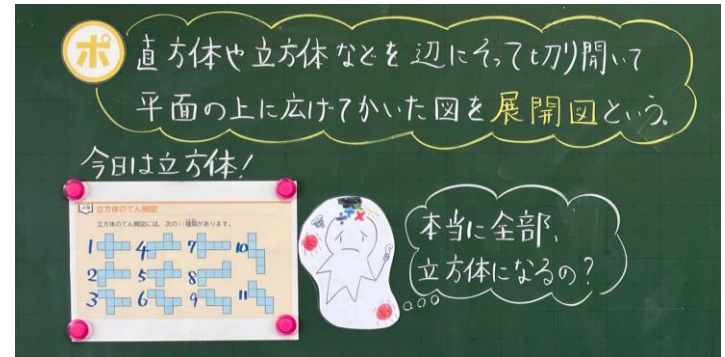 ポ
直方体や立方体などを辺にそって切り開いて
平面の上に広げてかいた図を展開図という。
今日は立方体!
立方体のてん開図
立方体のてん開図には、次の11種類があります。
1 4 7 10
2 5 8
3 6 9 11
本当に全部、
立方体になるの?